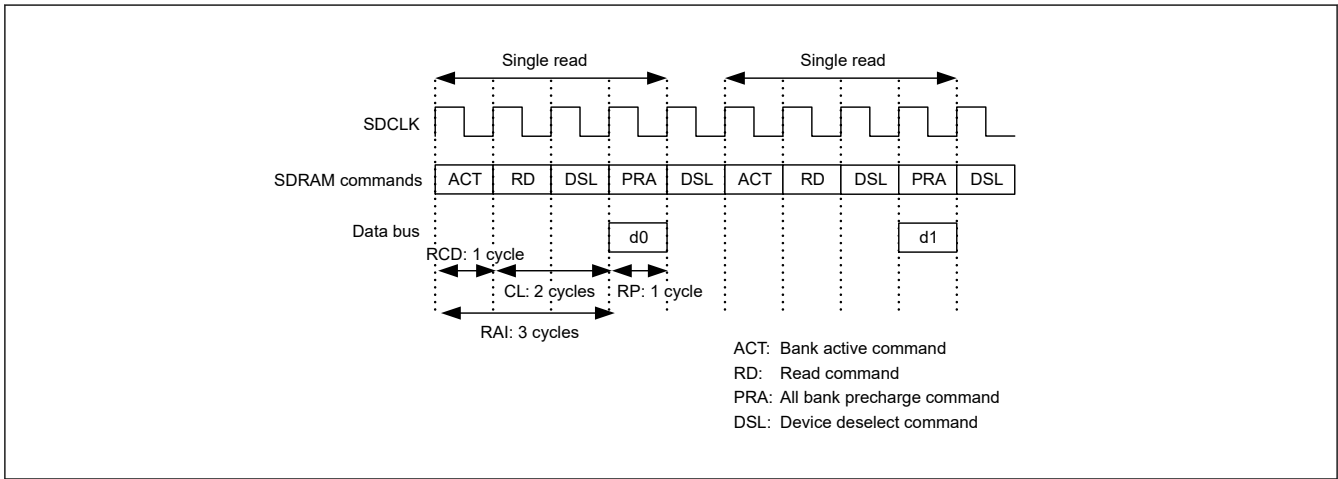 Single read Single read
SDCLK
SDRAM commands ACT RD DSL PRA DSL ACT RD DSL PRA DSL
Data bus d0 d1
RCD: 1 cycle
CL: 2 cycles RP: 1 cycle
RAI: 3 cycles
ACT: Bank active command
RD: Read command
PRA: All bank precharge command
DSL: Device deselect command